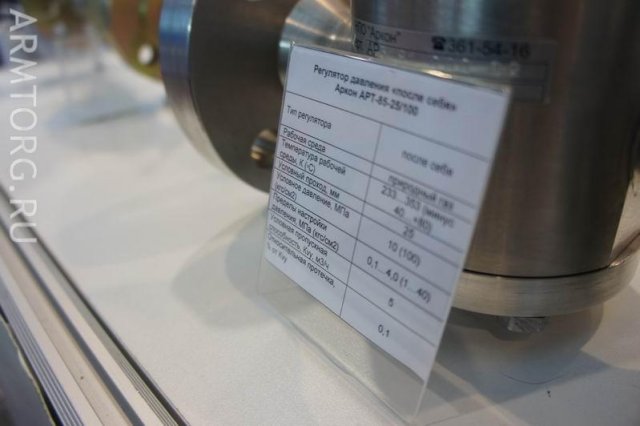 ARMTORG.RU
НПО "Аркон"
☎361-54-16
Регулятор давления «после себя»
Аркон АРТ-85-25/100
Тип регулятора
после себя
Рабочая среда
природный газ
Температура рабочей
среды, К (°С)
233...353 (минус
40...+80)
Условный проход, мм
25
Условное давление, МПа
(кгс/см2)
10 (100)
Пределы настройки
давления, МПа (кгс/см2)
0,1...4,0 (1...40)
Условная пропускная
способность, Kvy, м3/ч
5
Относительная протечка,
% от Kvy
0,1